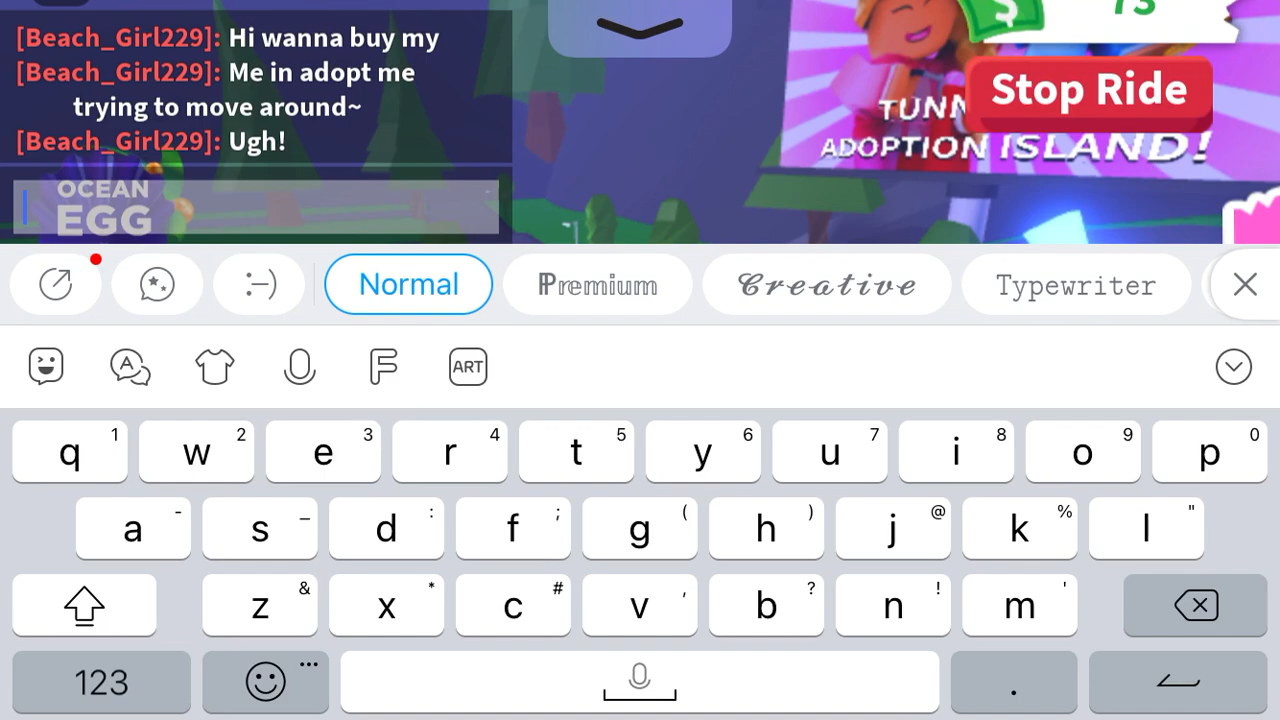 [Beach_Girl229]: Hi wanna buy my
[Beach_Girl229]: Me in adopt me
trying to move around~
[Beach_Girl229]: Ugh!
OCEAN
EGG
Stop Ride
ADOPTION ISLAND!
:-) Normal Premium Creative Typewriter
A F ART
q 1 w 2 e 3 r 4 t 5 y 6 u 7 i 8 o 9 p 0
a - s _ d : f ; g ( h ) j @ k % l "
z & x * c # v , b ? n ! m '
123 ... .